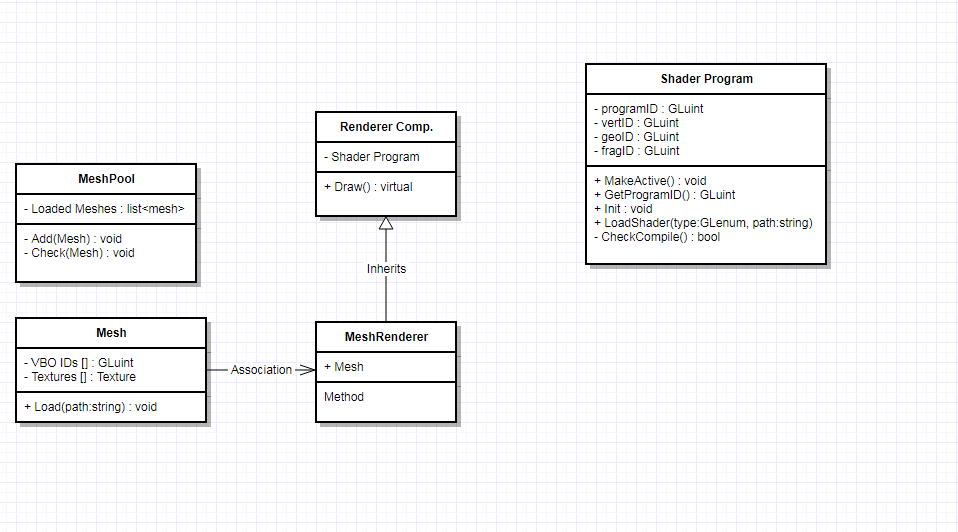 Shader Program
- programID : GLuint
- vertID : GLuint
- geoID : GLuint
- fragID : GLuint
+ MakeActive() : void
+ GetProgramID() : GLuint
+ Init : void
+ LoadShader(type:GLenum, path:string)
- CheckCompile() : bool
Renderer Comp.
- Shader Program
+ Draw() : virtual
MeshPool
- Loaded Meshes : list<mesh>
- Add(Mesh) : void
- Check(Mesh) : void
Inherits
Mesh
- VBO IDs [] : GLuint
- Textures [] : Texture
+ Load(path:string) : void
Association
MeshRenderer
+ Mesh
Method